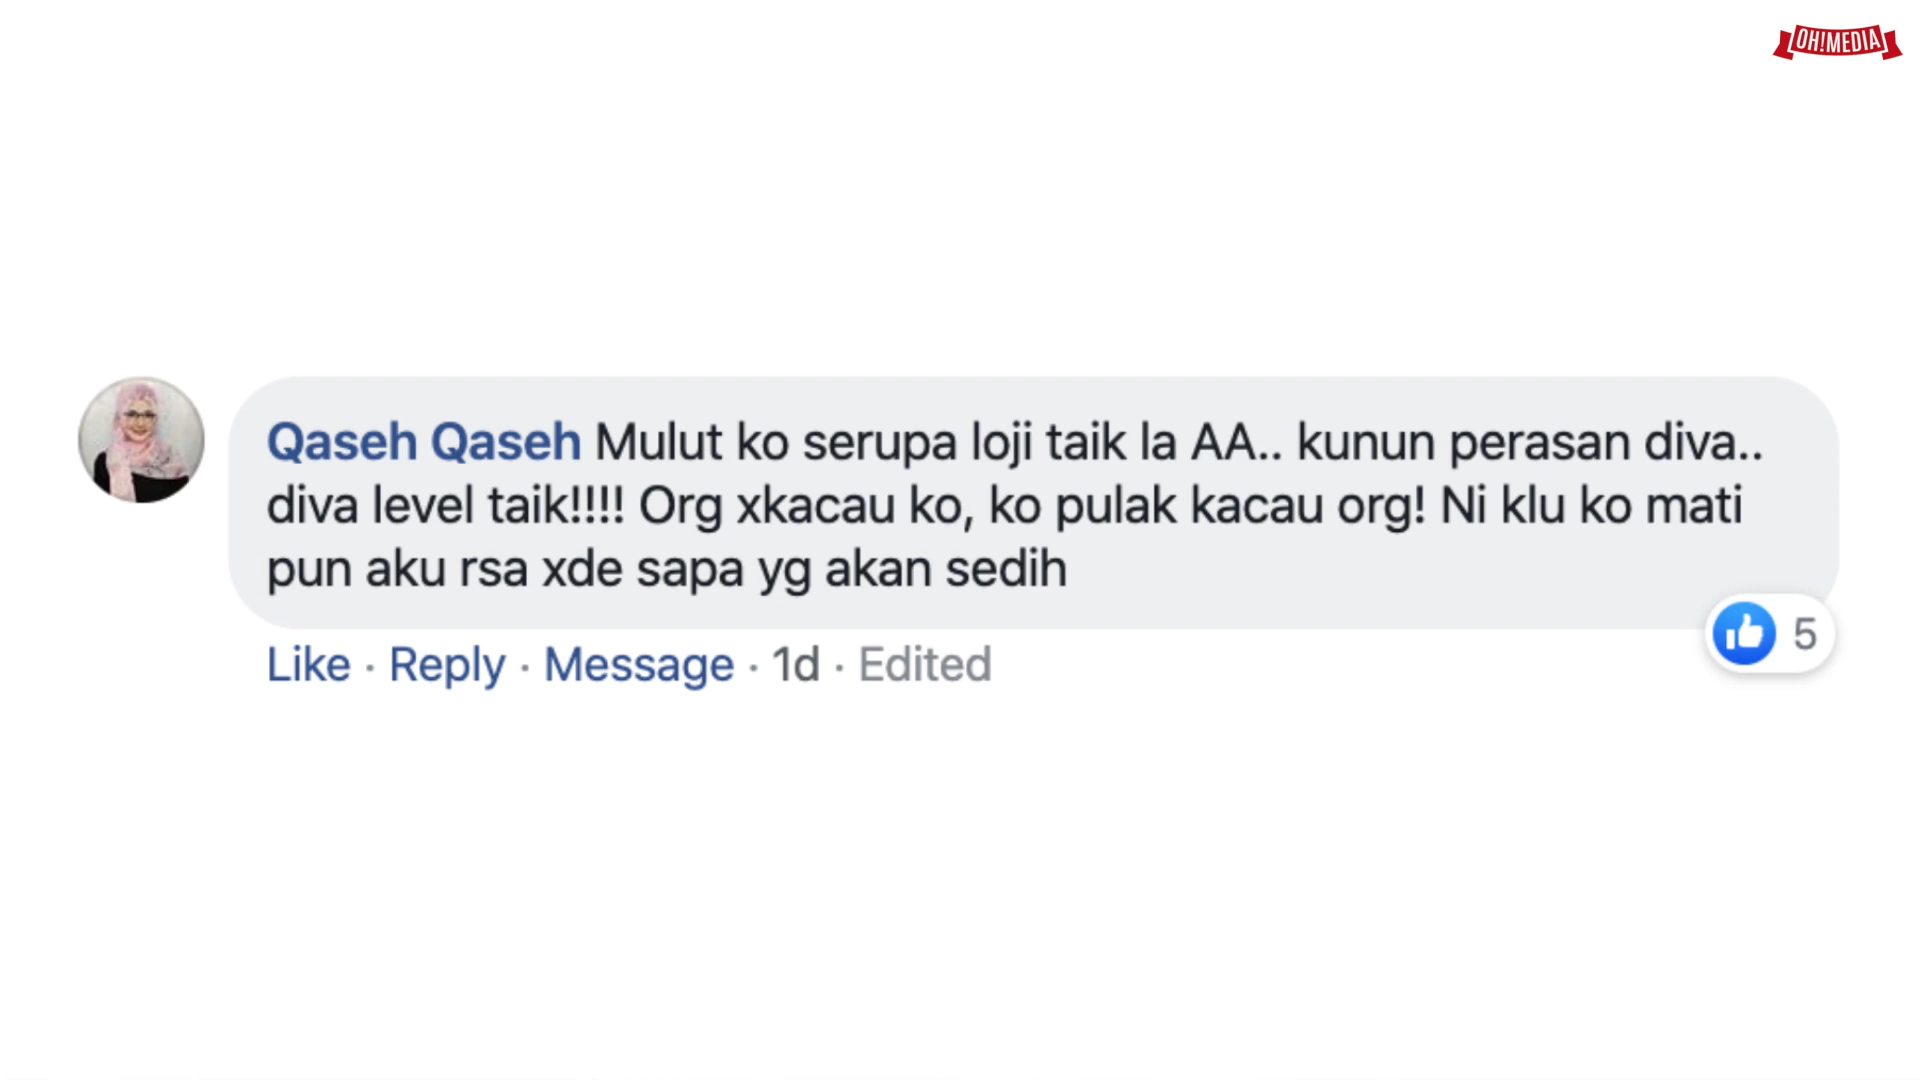 OH!MEDIA
Qaseh Qaseh Mulut ko serupa loji taik la AA.. kunun perasan diva..
diva level taik!!!! Org xkacau ko, ko pulak kacau org! Ni klu ko mati
pun aku rsa xde sapa yg akan sedih
5
Like · Reply · Message · 1d · Edited